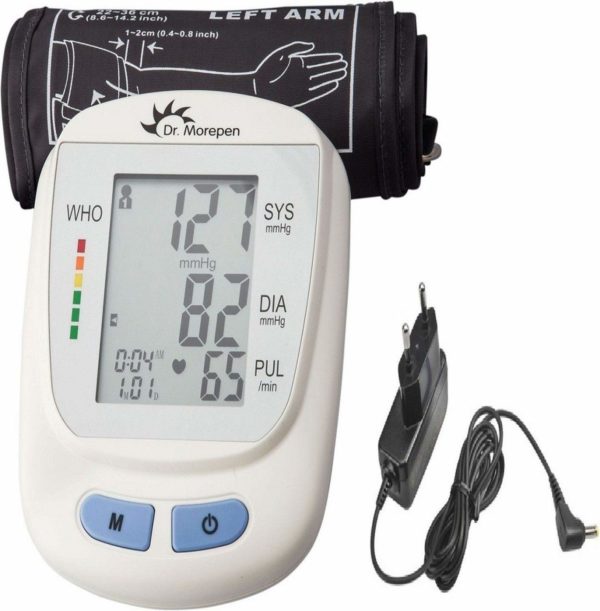 22~36 cm LEFT ARM
(8.6~14.2 inch)
1~2cm (0.4~0.8 inch)
Dr. Morepen
WHO
127
SYS
mmHg
mmHg
82
DIA
mmHg
0:04 AM
65
PUL
/min
1.01
M D
M